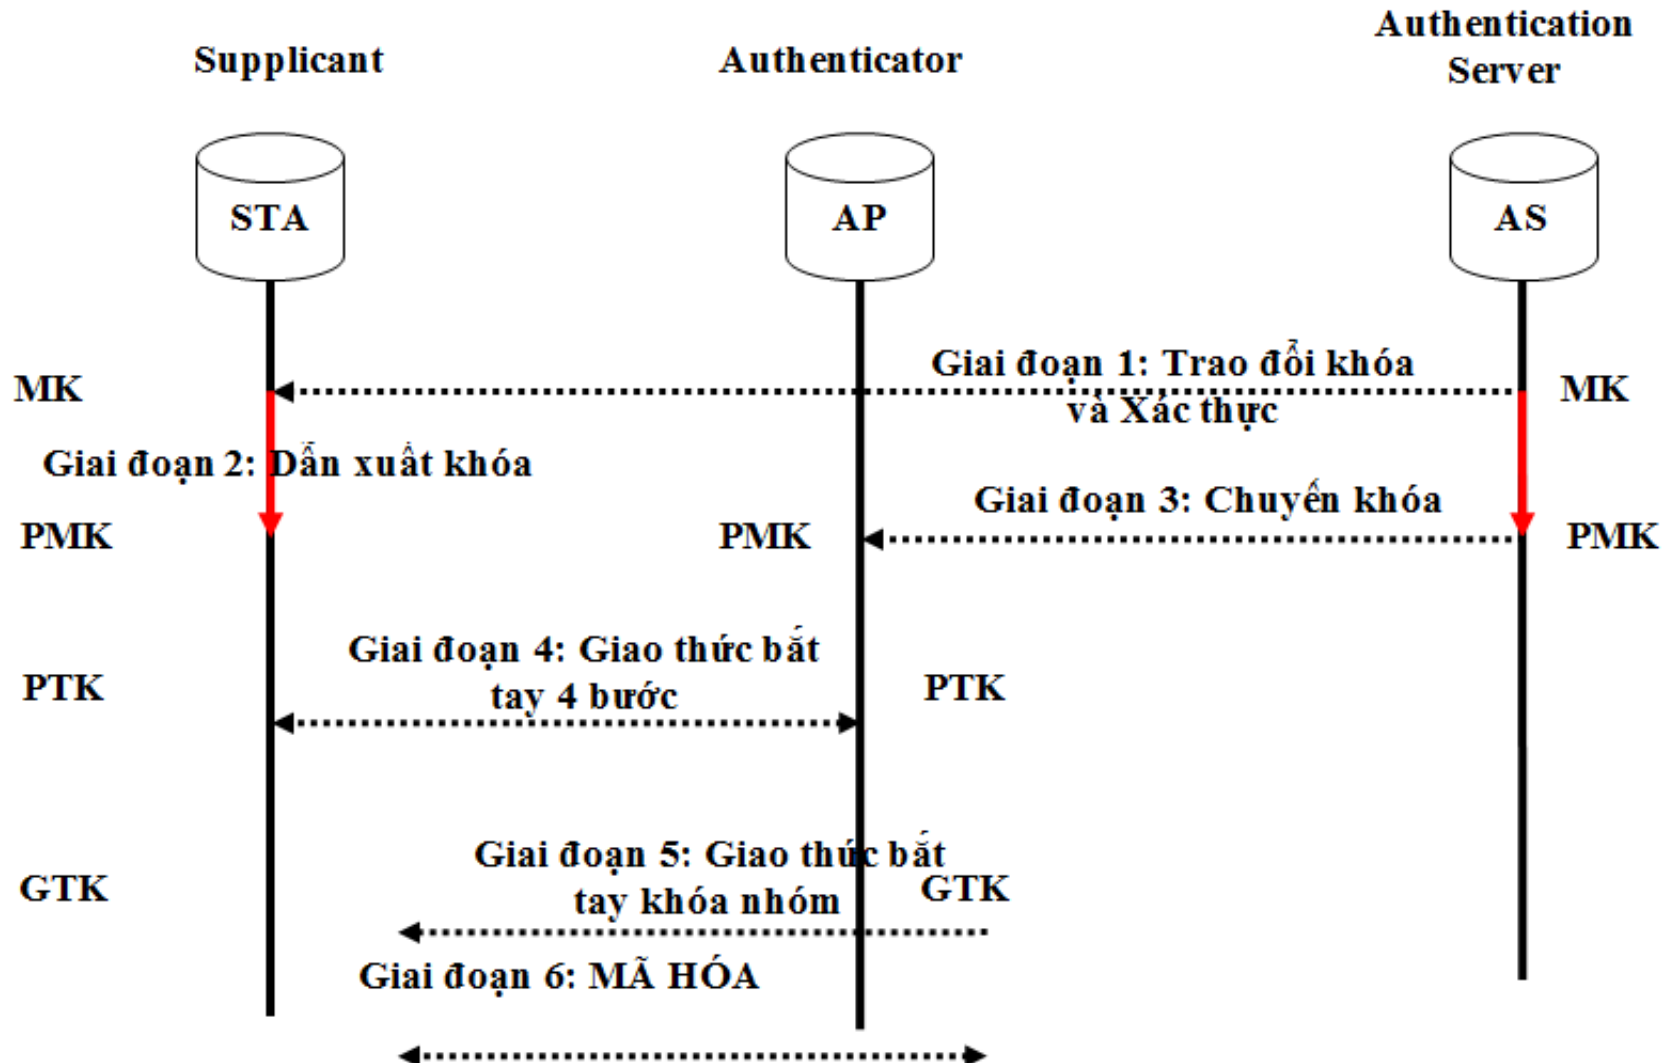 Supplicant
Authenticator
Authentication
Server
STA
AP
AS
Giai đoạn 1: Trao đổi khóa
và Xác thực
MK
MK
Giai đoạn 2: Dẫn xuất khóa
Giai đoạn 3: Chuyển khóa
PMK
PMK
PMK
Giai đoạn 4: Giao thức bắt
tay 4 bước
PTK
PTK
Giai đoạn 5: Giao thức bắt
tay khóa nhóm
GTK
GTK
Giai đoạn 6: MÃ HÓA